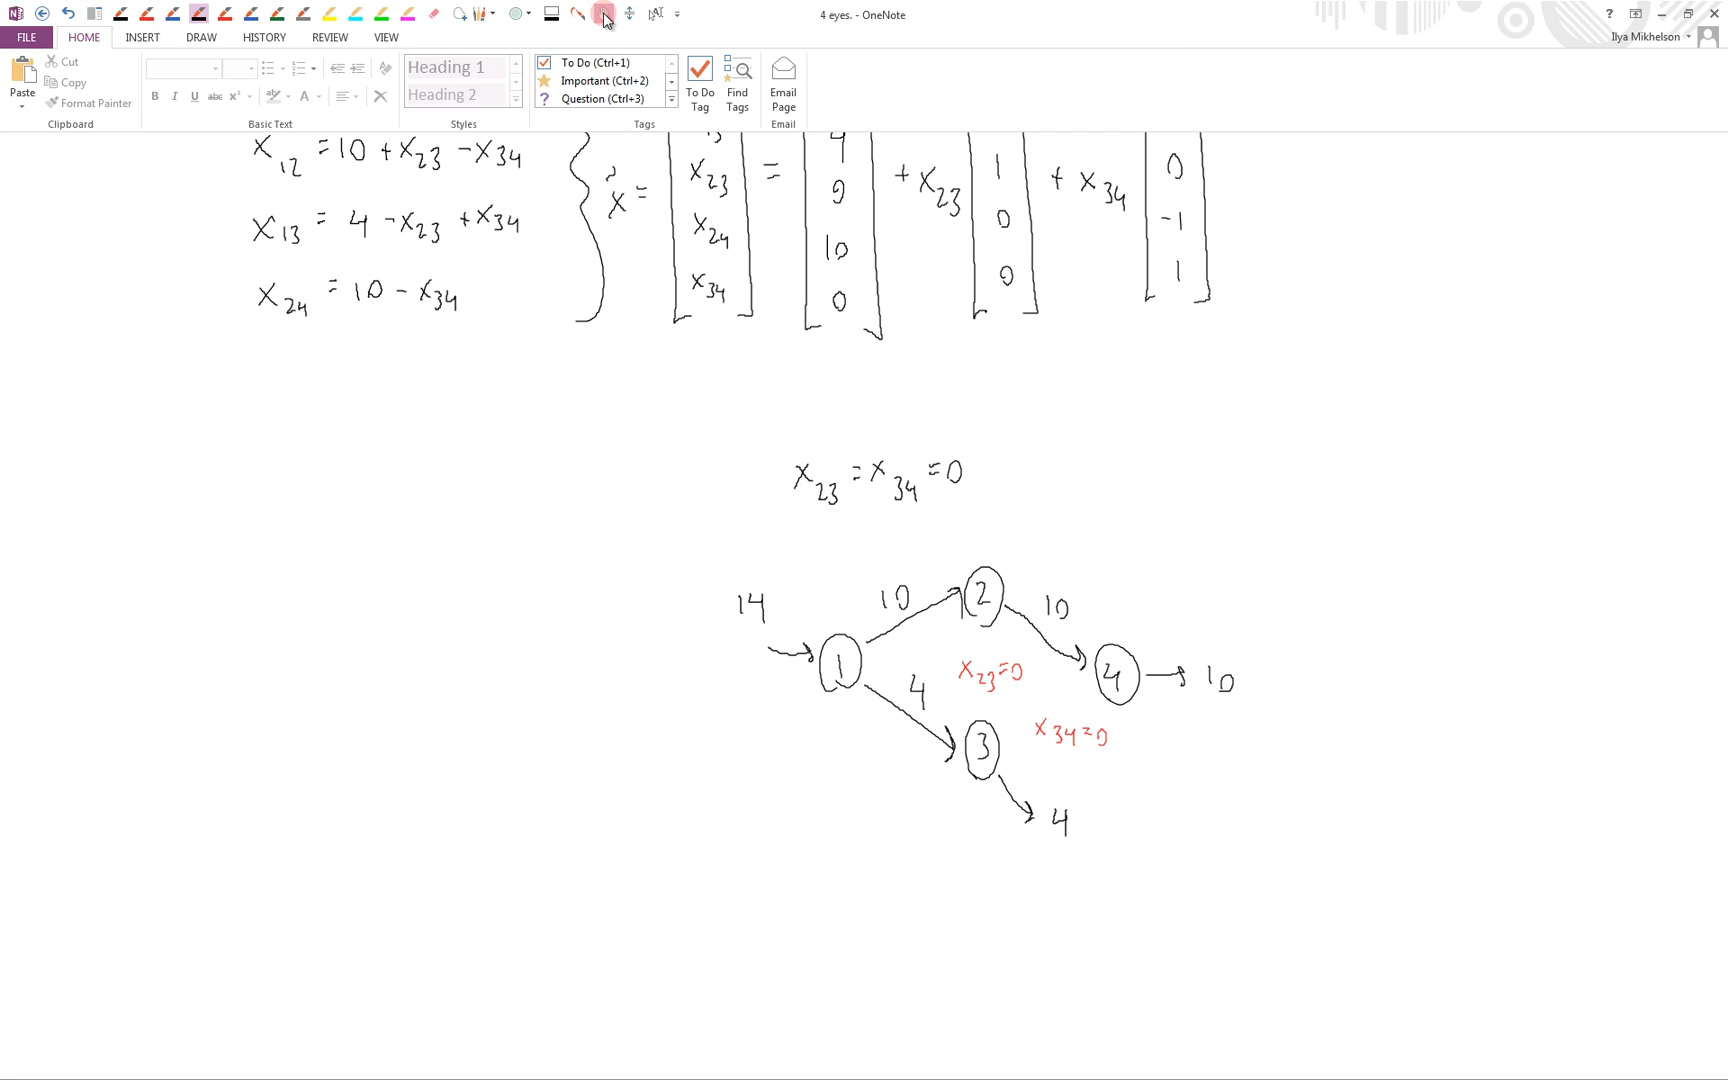 4 eyes. - OneNote
?
FILE
HOME
INSERT
DRAW
HISTORY
REVIEW
VIEW
Ilya Mikhelson
Paste
Cut
Copy
Format Painter
Clipboard
B I U abc x²
A
Basic Text
Heading 1
Heading 2
Styles
To Do (Ctrl+1)
Important (Ctrl+2)
? Question (Ctrl+3)
To Do Tag
Find Tags
Tags
Email Page
Email
x12 = 10 + x23 - x34
x13 = 4 - x23 + x34
x24 = 10 - x34
x̃ =
x23
x24
x34
=
4
0
10
0
+ x23
1
0
0
+ x34
0
-1
1
x23 = x34 = 0
14
10
2
10
1
4
x23=0
4
10
x34=0
3
4